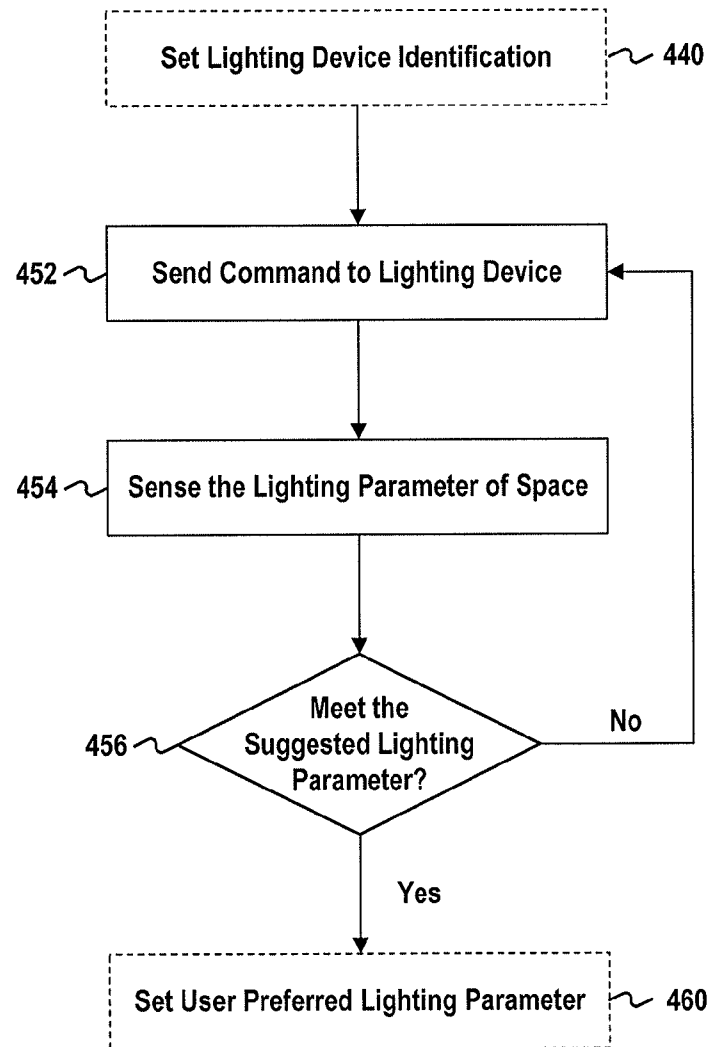 Set Lighting Device Identification
440
452
Send Command to Lighting Device
454
Sense the Lighting Parameter of Space
456
Meet the
Suggested Lighting
Parameter?
No
Yes
Set User Preferred Lighting Parameter
460